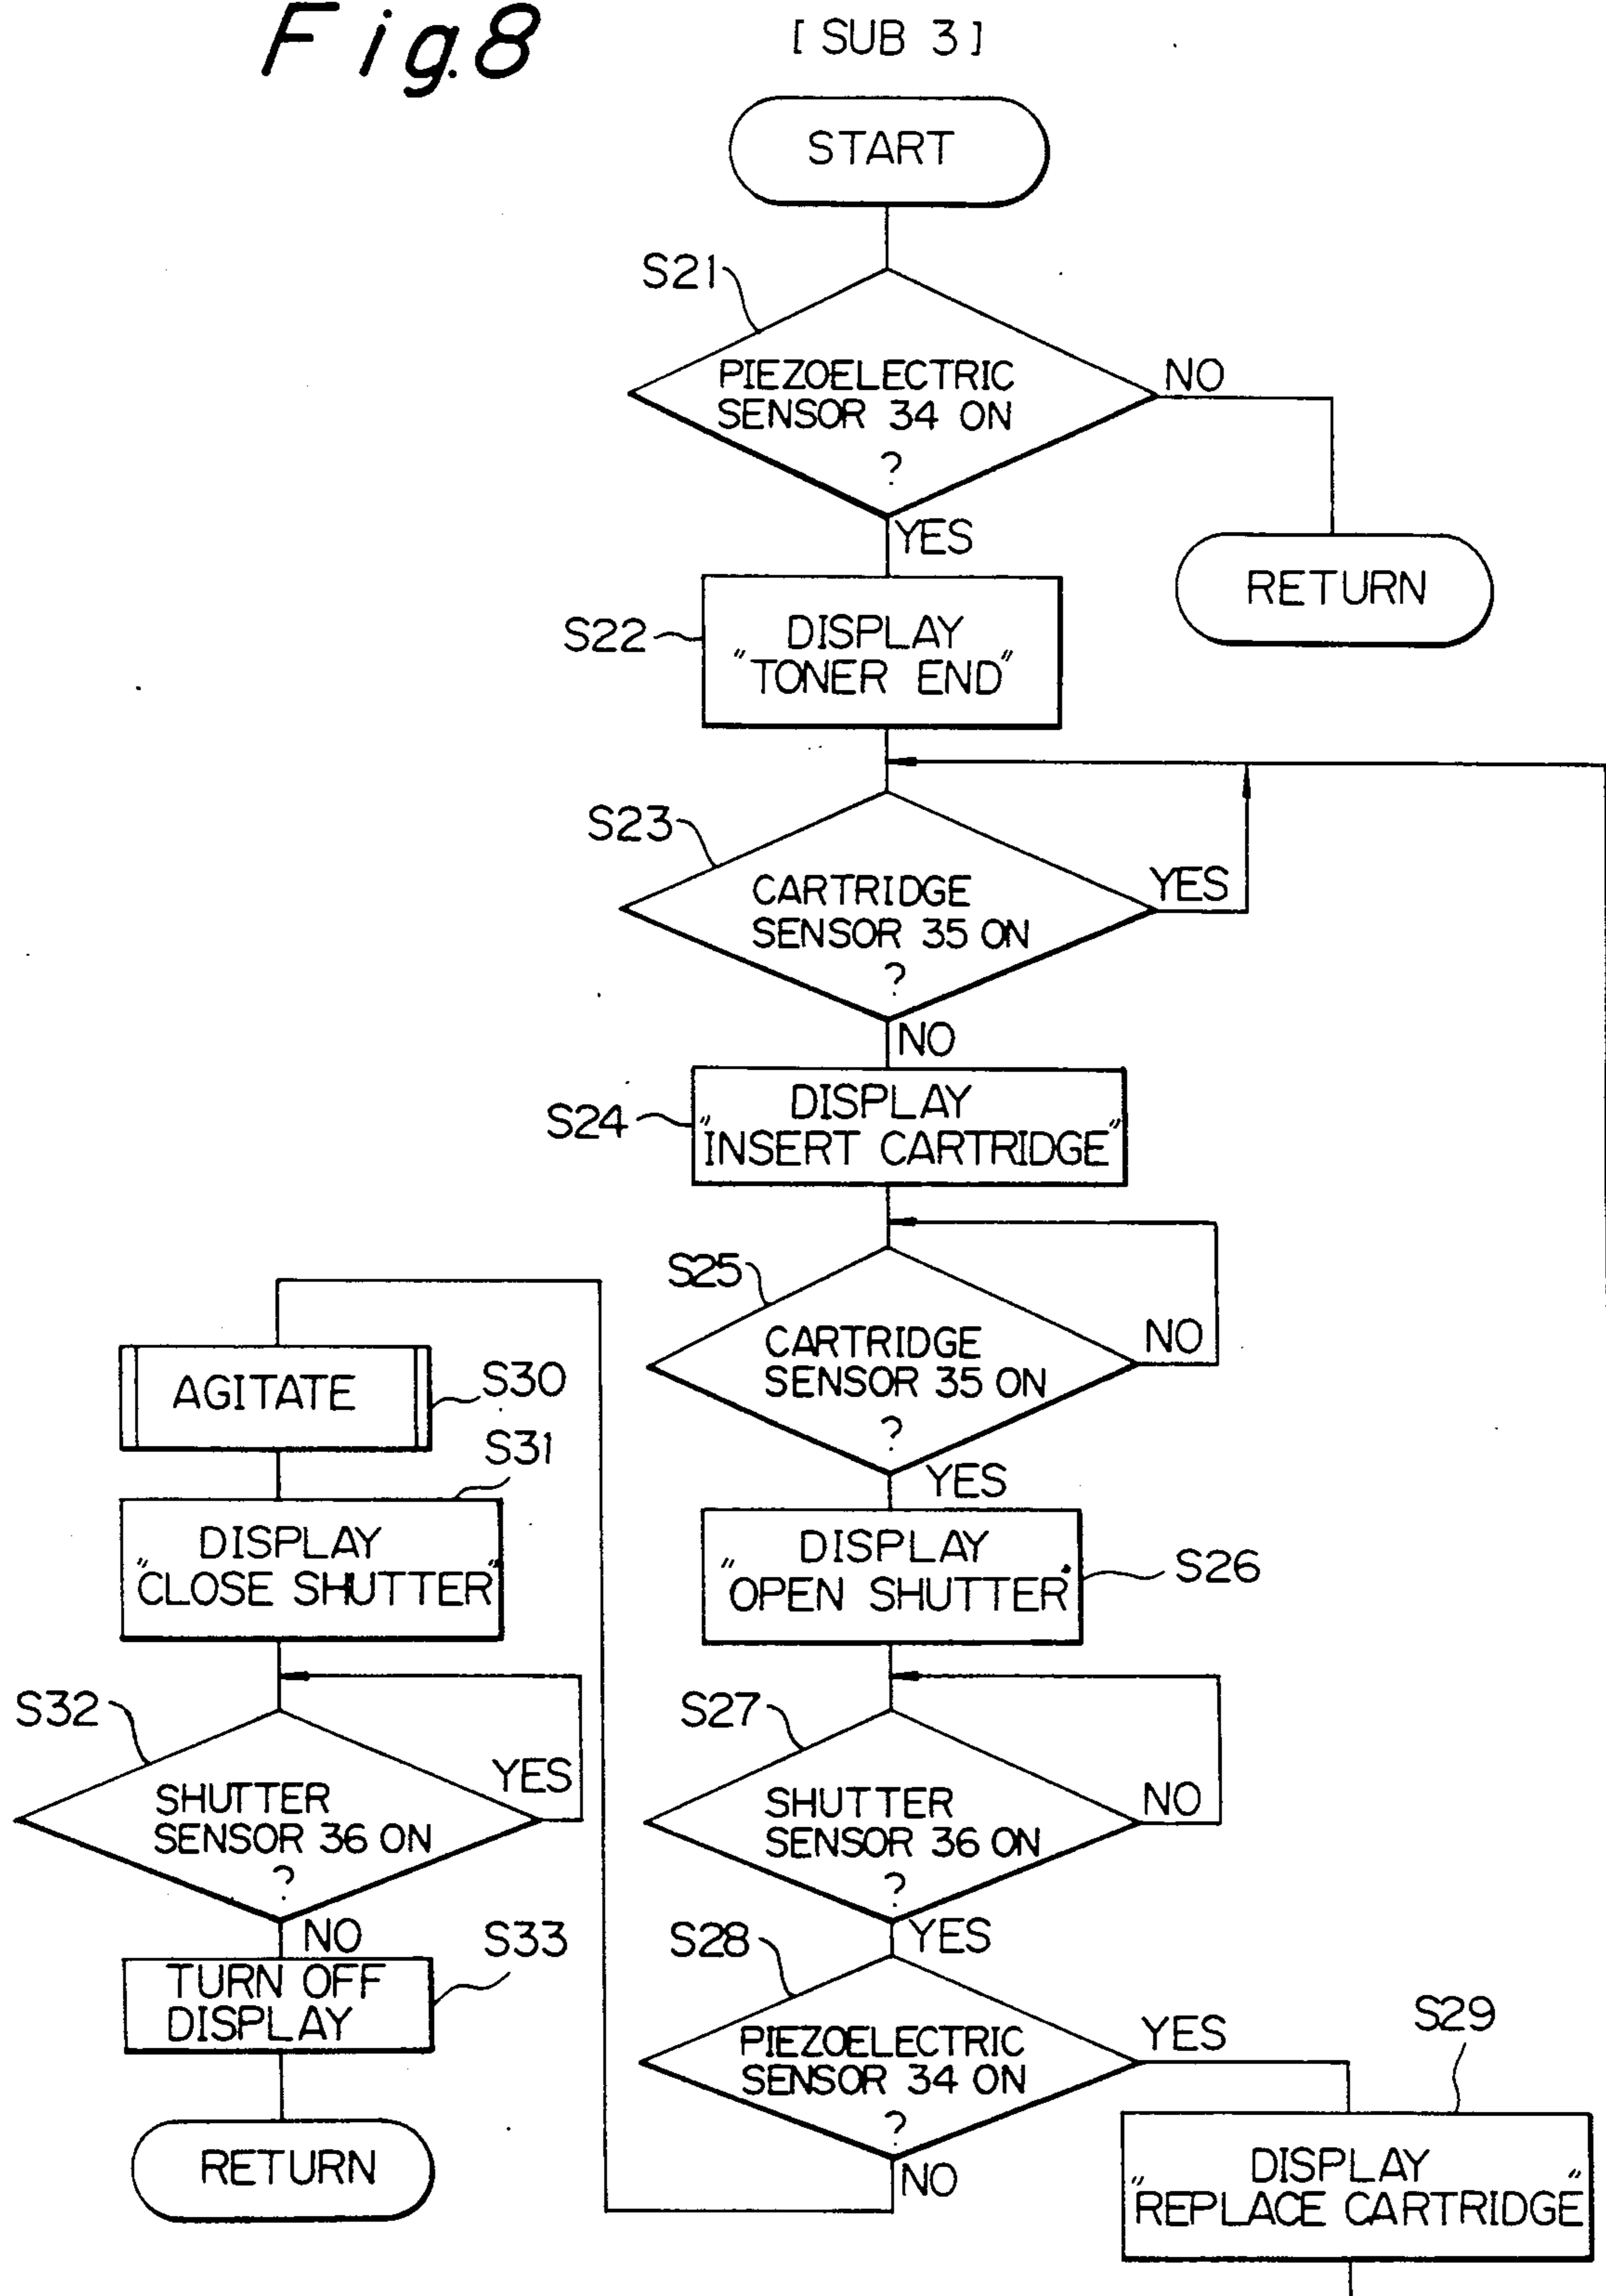 Fig.8
[ SUB 3 ]
START
S21
PIEZOELECTRIC
SENSOR 34 ON
?
NO
YES
RETURN
S22
DISPLAY
"TONER END"
S23
CARTRIDGE
SENSOR 35 ON
?
YES
NO
S24
DISPLAY
"INSERT CARTRIDGE"
S25
CARTRIDGE
SENSOR 35 ON
?
NO
YES
S26
DISPLAY
"OPEN SHUTTER"
S27
SHUTTER
SENSOR 36 ON
?
NO
YES
S28
PIEZOELECTRIC
SENSOR 34 ON
?
YES
NO
S29
DISPLAY
"REPLACE CARTRIDGE"
AGITATE
S30
S31
DISPLAY
"CLOSE SHUTTER"
S32
SHUTTER
SENSOR 36 ON
?
YES
NO
S33
TURN OFF
DISPLAY
RETURN